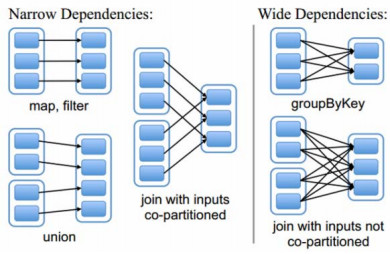 Narrow Dependencies:
Wide Dependencies:
map, filter
union
join with inputs
co-partitioned
groupByKey
join with inputs not
co-partitioned